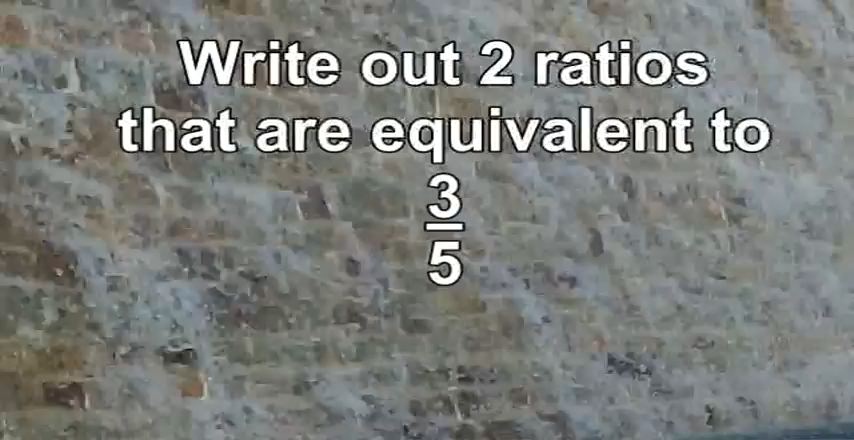 Write out 2 ratios
that are equivalent to
3
5